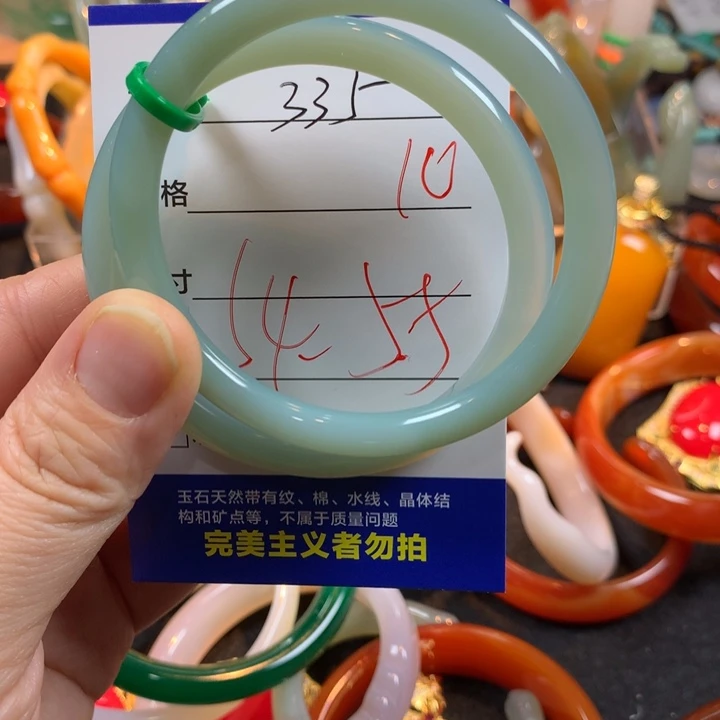 335
格 10
寸 54-55
玉石天然带有纹、棉、水线、晶体结
构和矿点等，不属于质量问题
完美主义者勿拍